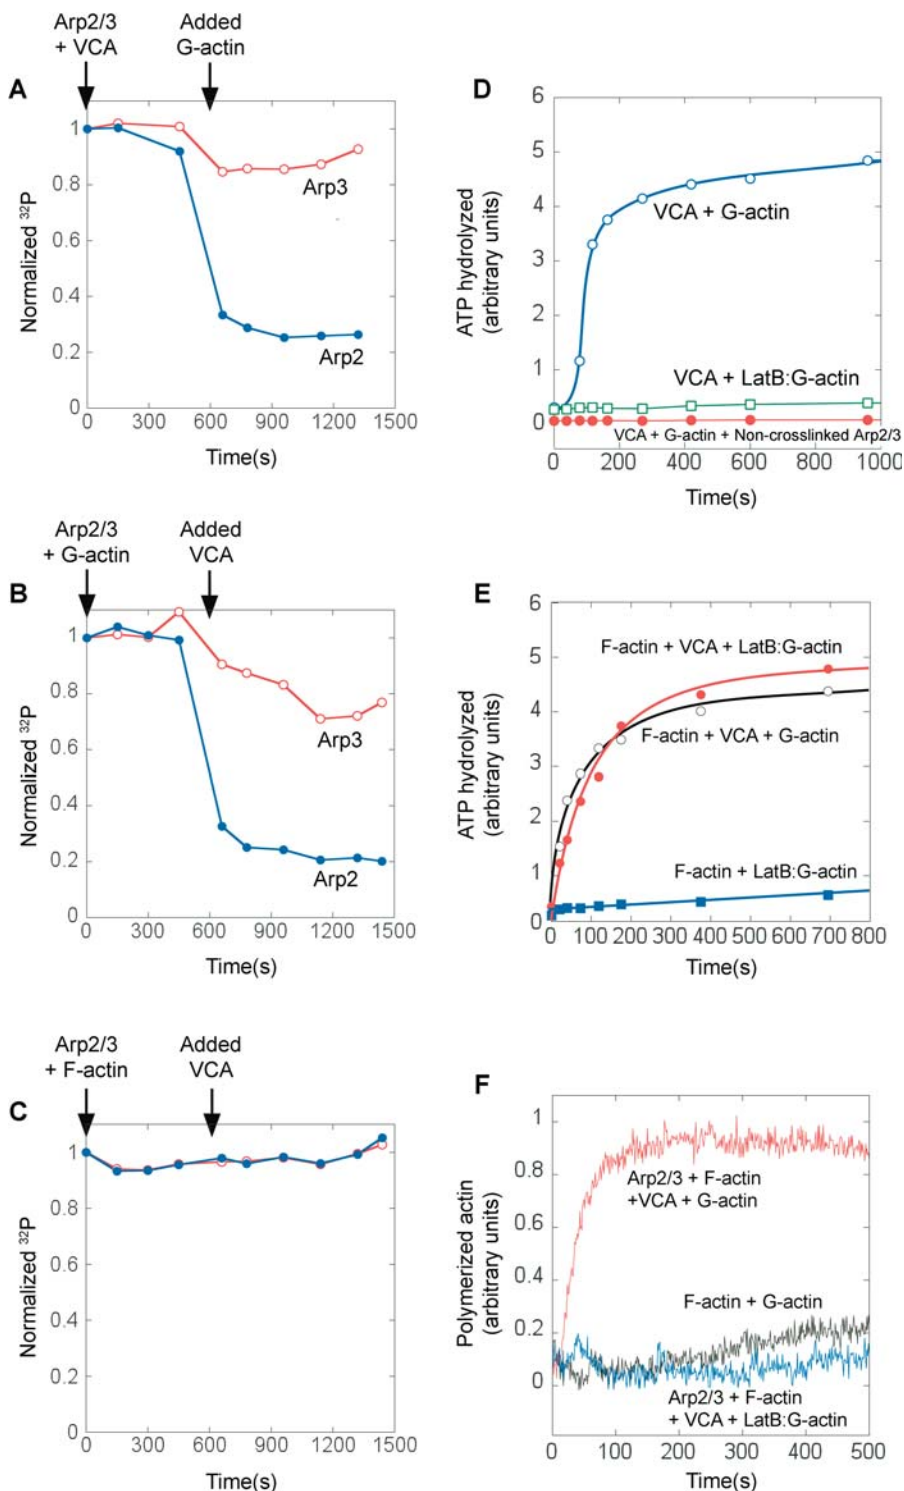 Arp2/3
+ VCA
Added
G-actin
A
Normalized ³²P
1
0.8
0.6
0.4
0.2
0
Arp3
Arp2
0 300 600 900 1200 1500
Time(s)
D
ATP hydrolyzed
(arbitrary units)
6
5
4
3
2
1
0
VCA + G-actin
VCA + LatB:G-actin
VCA + G-actin + Non-crosslinked Arp2/3
0 200 400 600 800 1000
Time(s)
Arp2/3
+ G-actin
Added
VCA
B
Normalized ³²P
1
0.8
0.6
0.4
0.2
0
Arp3
Arp2
0 300 600 900 1200 1500
Time(s)
E
ATP hydrolyzed
(arbitrary units)
6
5
4
3
2
1
0
F-actin + VCA + LatB:G-actin
F-actin + VCA + G-actin
F-actin + LatB:G-actin
0 100 200 300 400 500 600 700 800
Time(s)
Arp2/3
+ F-actin
Added
VCA
C
Normalized ³²P
1
0.8
0.6
0.4
0.2
0
0 300 600 900 1200 1500
Time(s)
F
Polymerized actin
(arbitrary units)
1
0.8
0.6
0.4
0.2
0
Arp2/3 + F-actin
+VCA + G-actin
F-actin + G-actin
Arp2/3 + F-actin
+ VCA + LatB:G-actin
0 100 200 300 400 500
Time(s)